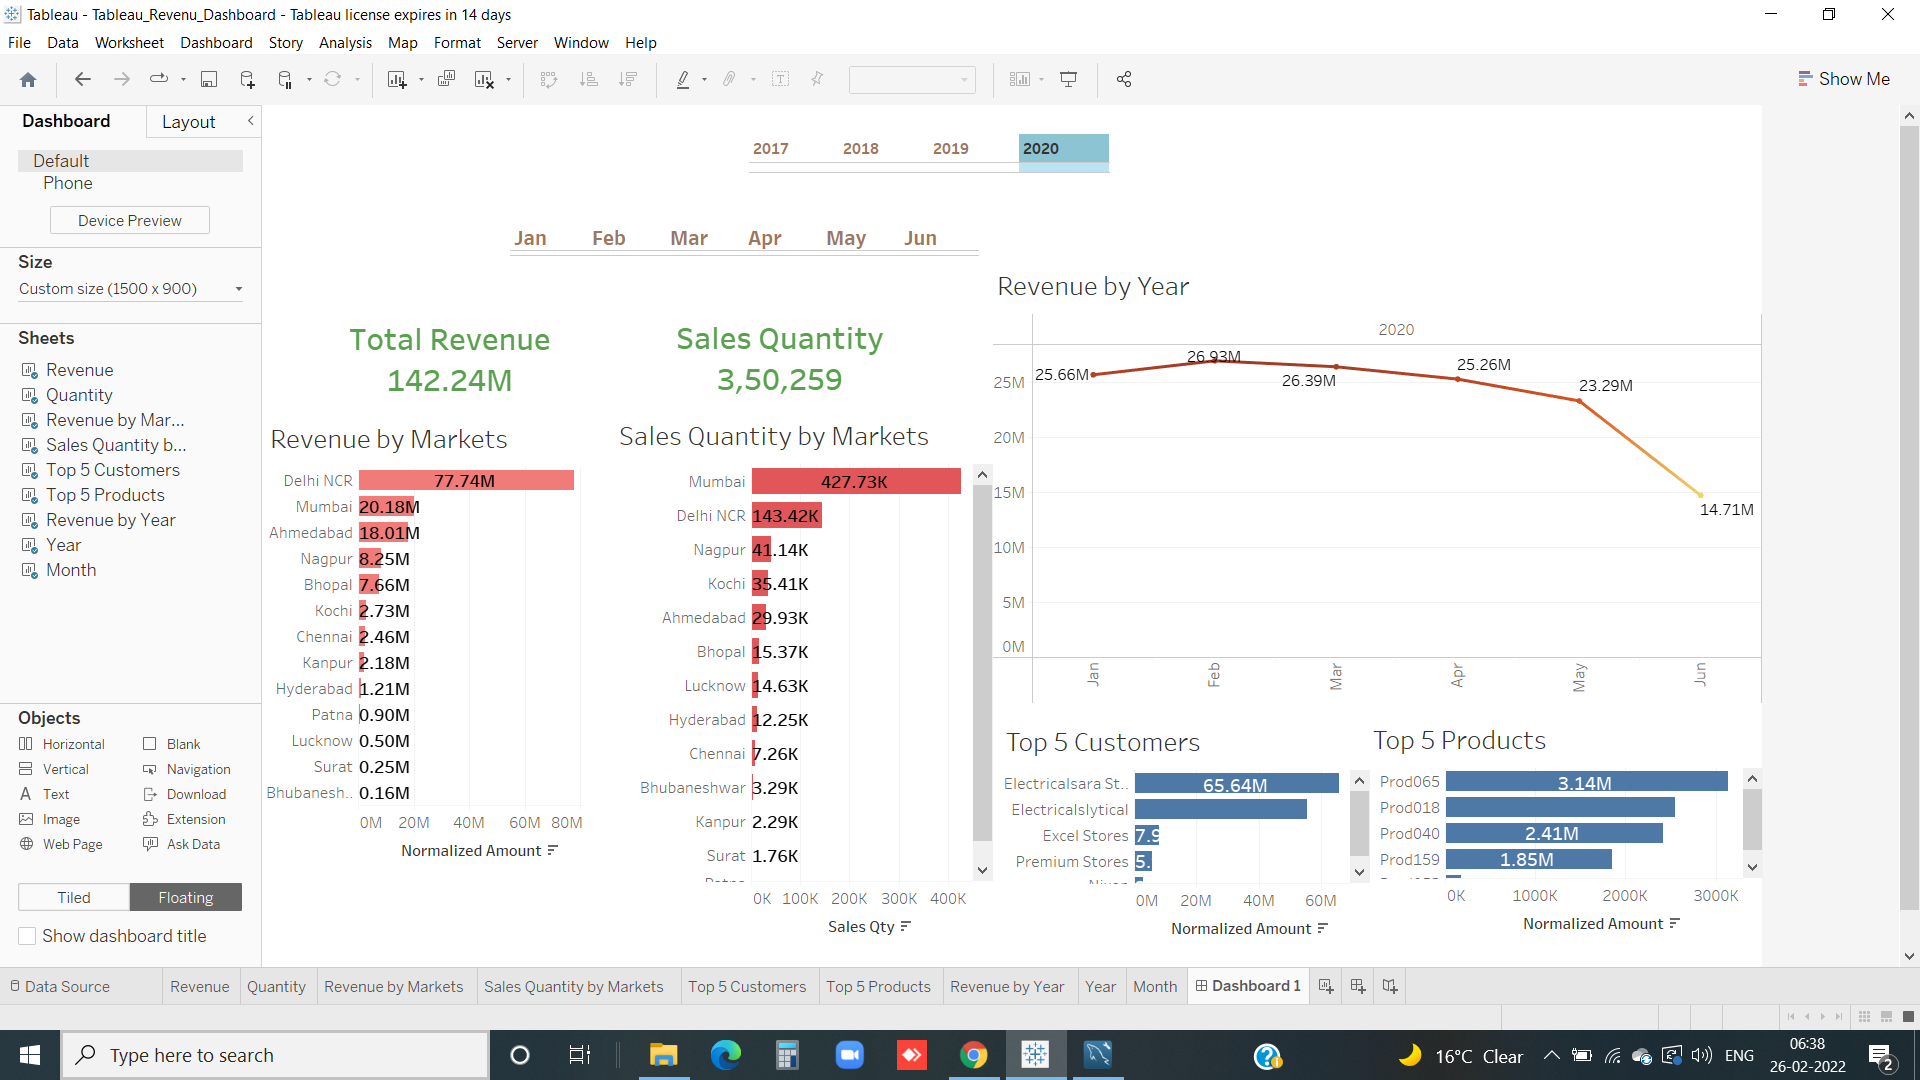 Tableau - Tableau_Revenu_Dashboard - Tableau license expires in 14 days
File Data Worksheet Dashboard Story Analysis Map Format Server Window Help
Show Me
Dashboard Layout
Default
Phone
Device Preview
Size
Custom size (1500 x 900)
Sheets
Revenue
Quantity
Revenue by Mar...
Sales Quantity b...
Top 5 Customers
Top 5 Products
Revenue by Year
Year
Month
Objects
Horizontal Blank
Vertical Navigation
Text Download
Image Extension
Web Page Ask Data
Tiled Floating
Show dashboard title
2017 2018 2019 2020
Jan Feb Mar Apr May Jun
Total Revenue
142.24M
Sales Quantity
3,50,259
Revenue by Markets
Delhi NCR 77.74M
Mumbai 20.18M
Ahmedabad 18.01M
Nagpur 8.25M
Bhopal 7.66M
Kochi 2.73M
Chennai 2.46M
Kanpur 2.18M
Hyderabad 1.21M
Patna 0.90M
Lucknow 0.50M
Surat 0.25M
Bhubanesh.. 0.16M
0M 20M 40M 60M 80M
Normalized Amount
Sales Quantity by Markets
Mumbai 427.73K
Delhi NCR 143.42K
Nagpur 41.14K
Kochi 35.41K
Ahmedabad 29.93K
Bhopal 15.37K
Lucknow 14.63K
Hyderabad 12.25K
Chennai 7.26K
Bhubaneshwar 3.29K
Kanpur 2.29K
Surat 1.76K
0K 100K 200K 300K 400K
Sales Qty
Revenue by Year
2020
25M
20M
15M
10M
5M
0M
25.66M 26.93M 26.39M 25.26M 23.29M 14.71M
Jan Feb Mar Apr May Jun
Top 5 Customers
Electricalsara St.. 65.64M
Electricalslytical
Excel Stores 7.9
Premium Stores 5.
0M 20M 40M 60M
Normalized Amount
Top 5 Products
Prod065 3.14M
Prod018
Prod040 2.41M
Prod159 1.85M
0K 1000K 2000K 3000K
Normalized Amount
Data Source Revenue Quantity Revenue by Markets Sales Quantity by Markets Top 5 Customers Top 5 Products Revenue by Year Year Month Dashboard 1
Type here to search
16°C Clear
ENG
06:38
26-02-2022
2